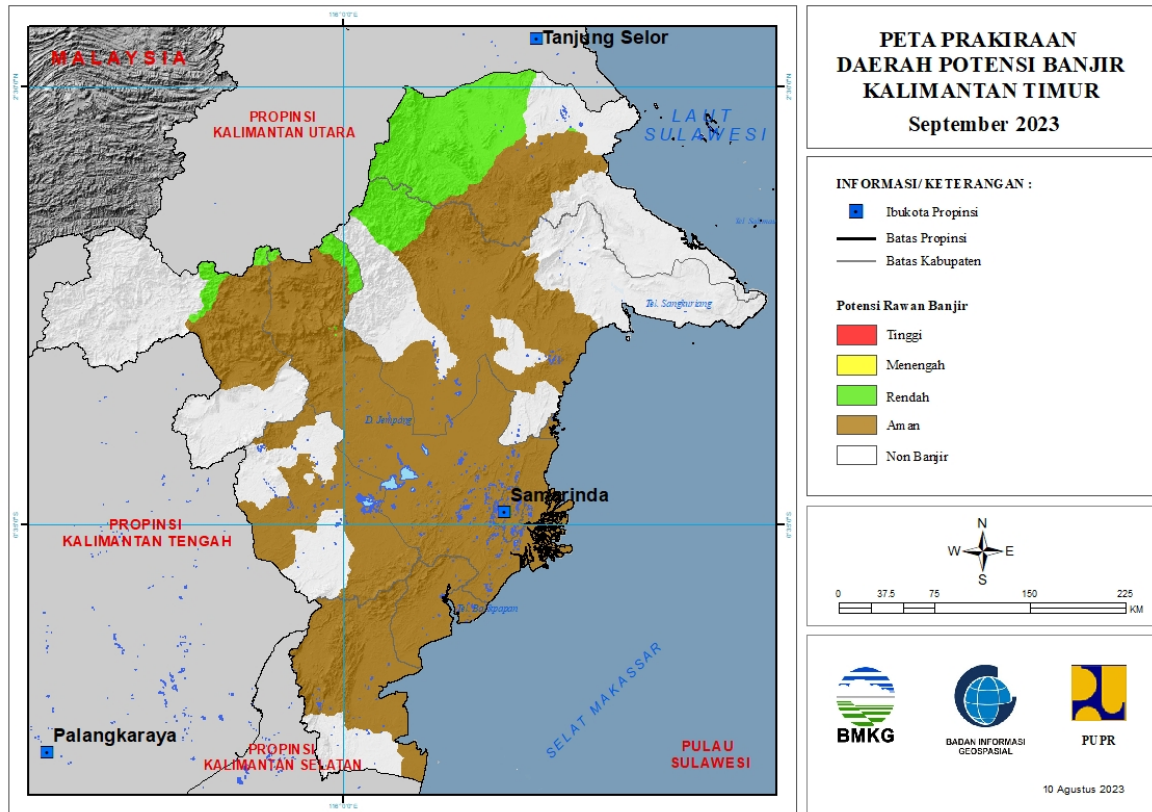 PETA PRAKIRAAN
DAERAH POTENSI BANJIR
KALIMANTAN TIMUR
September 2023
INFORMASI/ KETERANGAN :
Ibukota Propinsi
Batas Propinsi
Batas Kabupaten
Potensi Rawan Banjir
Tinggi
Menengah
Rendah
Aman
Non Banjir
N
W E
S
0 37.5 75 150 225
KM
BMKG
BADAN INFORMASI
GEOSPASIAL
PUPR
10 Agustus 2023
MALAYSIA
Tanjung Selor
PROPINSI
KALIMANTAN UTARA
LAUT
SULAWESI
Tel. Sangkuriang
D. Jempang
Samarinda
PROPINSI
KALIMANTAN TENGAH
SELAT MAKASSAR
Palangkaraya
PROPINSI
KALIMANTAN SELATAN
PULAU
SULAWESI